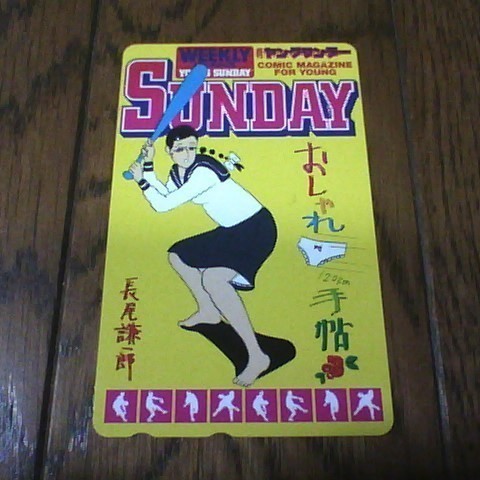 WEEKLY
YOUNG SUNDAY
週刊ヤングサンデー
COMIC MAGAZINE
FOR YOUNG
SUNDAY
おしゃれ
手帖
120km
長尾謙一郎